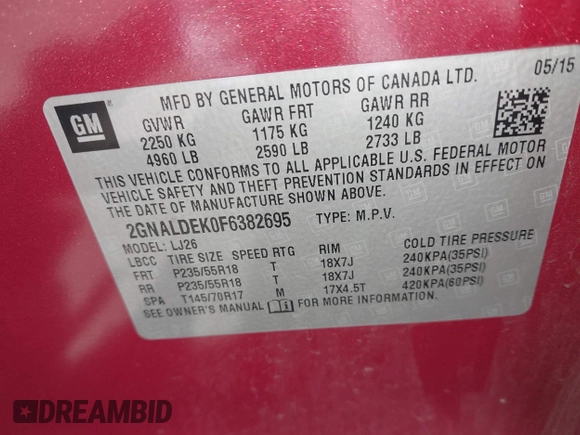 MFD BY GENERAL MOTORS OF CANADA LTD. 05/15
GM
GVWR GAWR FRT GAWR RR
2250 KG 1175 KG 1240 KG
4960 LB 2590 LB 2733 LB
THIS VEHICLE CONFORMS TO ALL APPLICABLE U.S. FEDERAL MOTOR
VEHICLE SAFETY AND THEFT PREVENTION STANDARDS IN EFFECT ON
THE DATE OF MANUFACTURE SHOWN ABOVE.
2GNALDEK0F6382695 TYPE: M.P.V.
MODEL: LJ26
LBCC TIRE SIZE SPEED RTG RIM COLD TIRE PRESSURE
FRT P235/55R18 T 18X7J 240KPA(35PSI)
RR P235/55R18 T 18X7J 240KPA(35PSI)
SPA T145/70R17 M 17X4.5T 420KPA(60PSI)
SEE OWNER'S MANUAL FOR MORE INFORMATION
DREAMBID